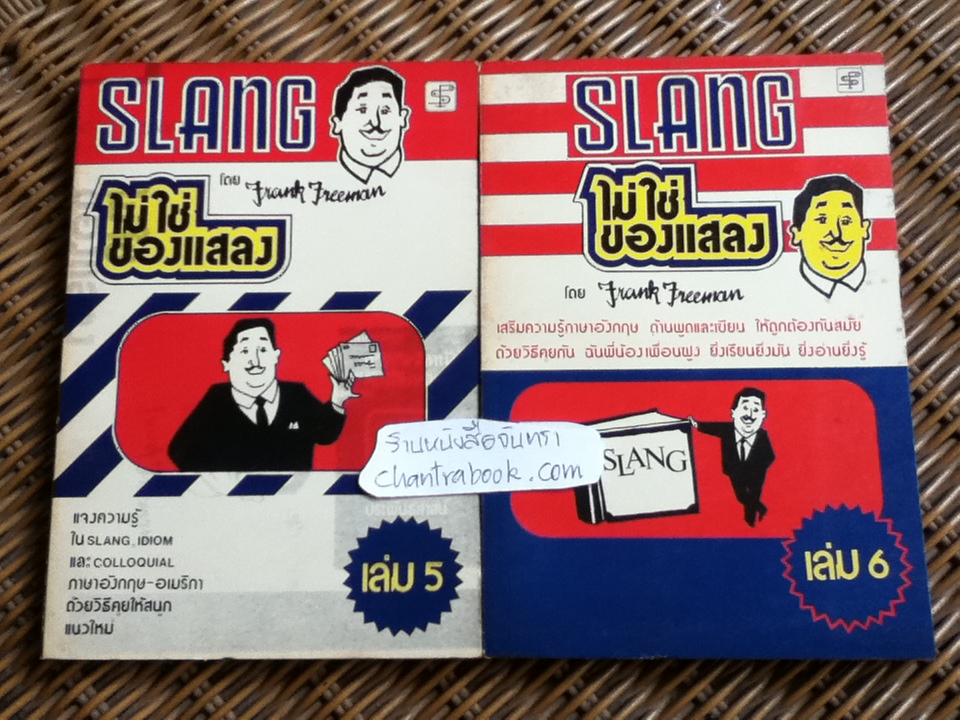 SLANG
โดย Frank Freeman
ไม่ใช่
ของแสลง
แจงความรู้
ใน SLANG, IDIOM
และ COLLOQUIAL
ภาษาอังกฤษ-อเมริกา
ด้วยวิธีคุยให้สนุก
แนวใหม่
เล่ม 5
ร้านหนังสือจันทรา
chantrabook.com
SLANG
ไม่ใช่
ของแสลง
โดย Frank Freeman
เสริมความรู้ภาษาอังกฤษ ด้านพูดและเขียน ให้ถูกต้องทันสมัย
ด้วยวิธีคุยกัน ฉันพี่น้องเพื่อนฝูง ยิ่งเรียนยิ่งมัน ยิ่งอ่านยิ่งรู้
SLANG
เล่ม 6